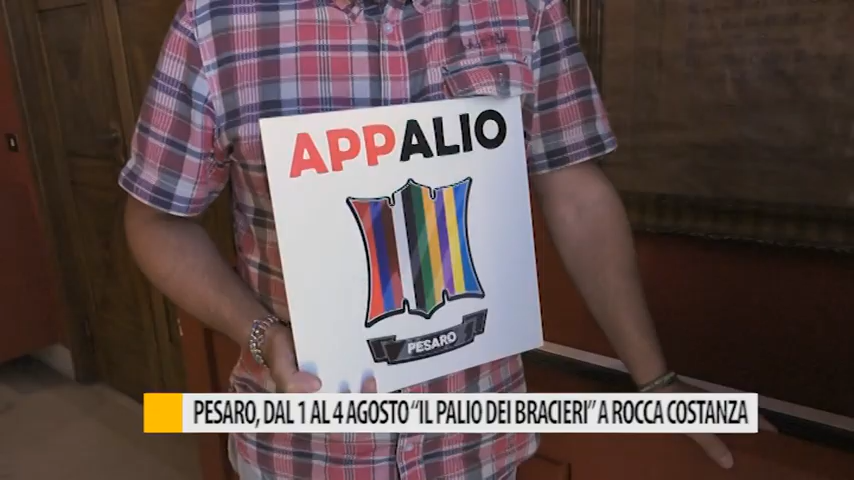 APPALIO
PESARO
PESARO, DAL 1 AL 4 AGOSTO “IL PALIO DEI BRACIERI” A ROCCA COSTANZA